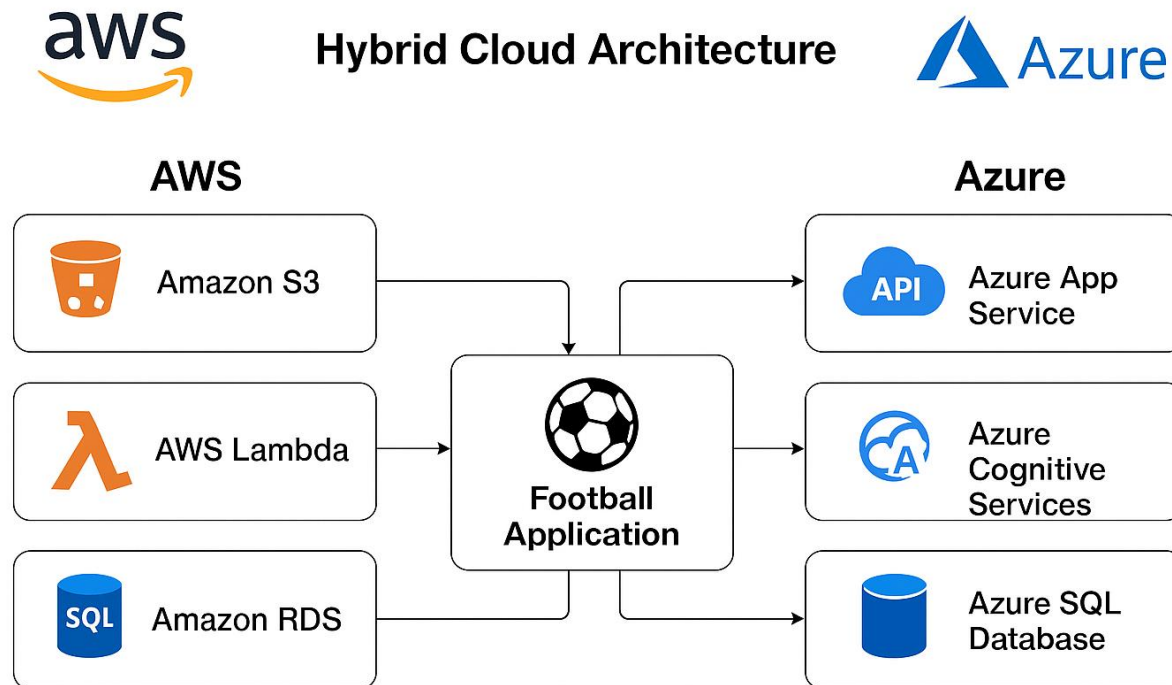 aws
Hybrid Cloud Architecture
Azure
AWS
Azure
Amazon S3
API
Azure App
Service
AWS Lambda
Football
Application
A
Azure
Cognitive
Services
SQL
Amazon RDS
Azure SQL
Database